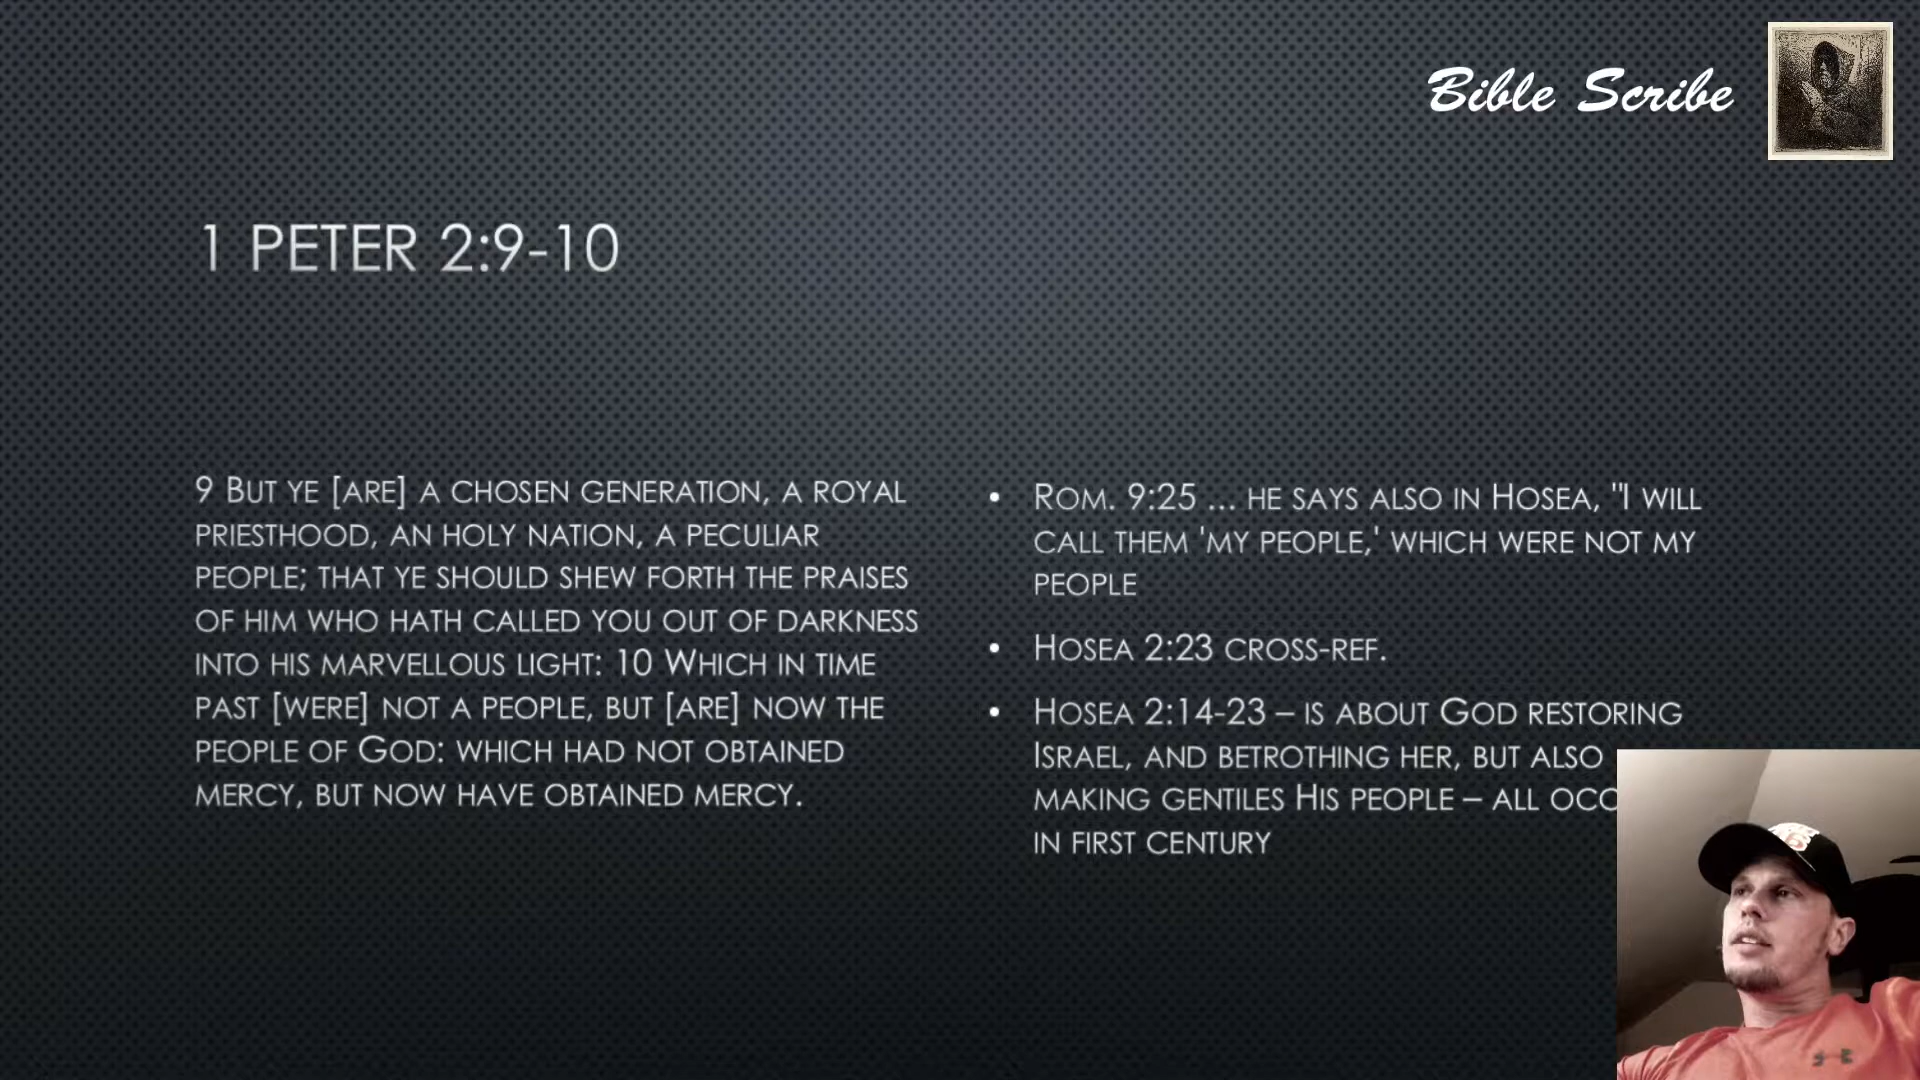 Bible Scribe
1 PETER 2:9-10
9 BUT YE [ARE] A CHOSEN GENERATION, A ROYAL
PRIESTHOOD, AN HOLY NATION, A PECULIAR
PEOPLE; THAT YE SHOULD SHEW FORTH THE PRAISES
OF HIM WHO HATH CALLED YOU OUT OF DARKNESS
INTO HIS MARVELLOUS LIGHT: 10 WHICH IN TIME
PAST [WERE] NOT A PEOPLE, BUT [ARE] NOW THE
PEOPLE OF GOD: WHICH HAD NOT OBTAINED
MERCY, BUT NOW HAVE OBTAINED MERCY.
• ROM. 9:25 ... HE SAYS ALSO IN HOSEA, "I WILL
CALL THEM 'MY PEOPLE,' WHICH WERE NOT MY
PEOPLE
• HOSEA 2:23 CROSS-REF.
• HOSEA 2:14-23 – IS ABOUT GOD RESTORING
ISRAEL, AND BETROTHING HER, BUT ALSO
MAKING GENTILES HIS PEOPLE – ALL
IN FIRST CENTURY